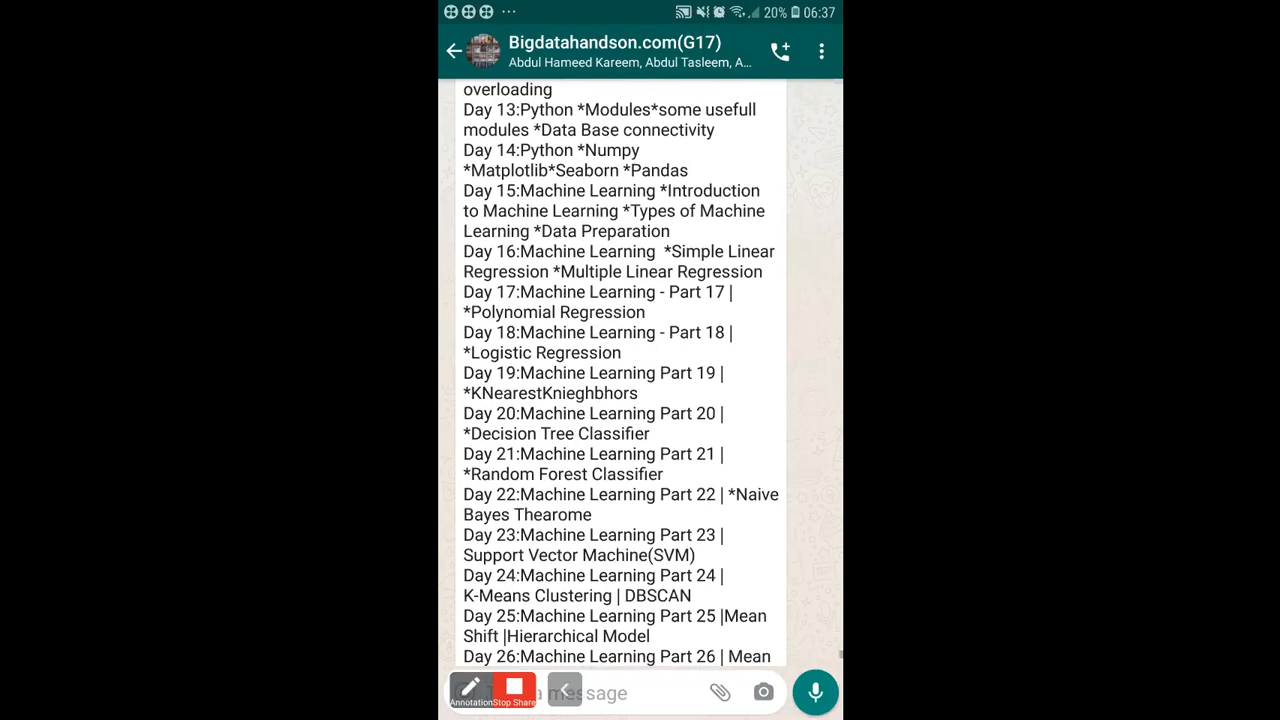 20% 06:37
Bigdatahandson.com(G17)
Abdul Hameed Kareem, Abdul Tasleem, A...
overloading
Day 13:Python *Modules*some usefull
modules *Data Base connectivity
Day 14:Python *Numpy
*Matplotlib*Seaborn *Pandas
Day 15:Machine Learning *Introduction
to Machine Learning *Types of Machine
Learning *Data Preparation
Day 16:Machine Learning  *Simple Linear
Regression *Multiple Linear Regression
Day 17:Machine Learning - Part 17 |
*Polynomial Regression
Day 18:Machine Learning - Part 18 |
*Logistic Regression
Day 19:Machine Learning Part 19 |
*KNearestKnieghbhors
Day 20:Machine Learning Part 20 |
*Decision Tree Classifier
Day 21:Machine Learning Part 21 |
*Random Forest Classifier
Day 22:Machine Learning Part 22 | *Naive
Bayes Thearome
Day 23:Machine Learning Part 23 |
Support Vector Machine(SVM)
Day 24:Machine Learning Part 24 |
K-Means Clustering | DBSCAN
Day 25:Machine Learning Part 25 |Mean
Shift |Hierarchical Model
Day 26:Machine Learning Part 26 | Mean
message
Annotation Stop Share